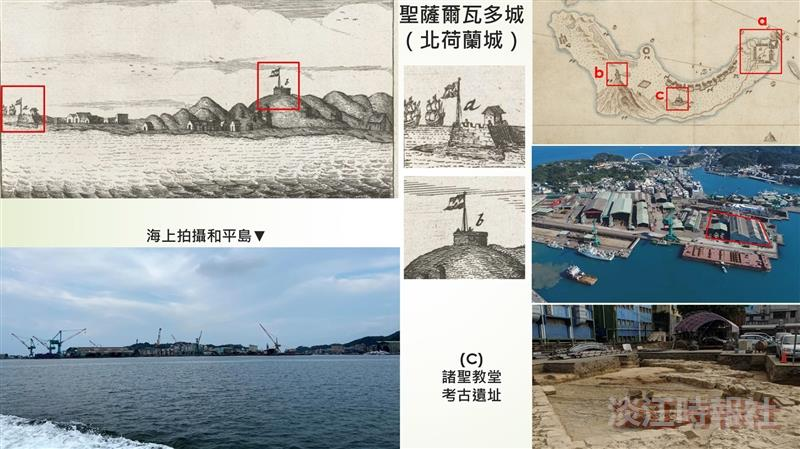 聖薩爾瓦多城
（北荷蘭城）
a
b
c
a
b
海上拍攝和平島▼
(C)
諸聖教堂
考古遺址
淡江時報社